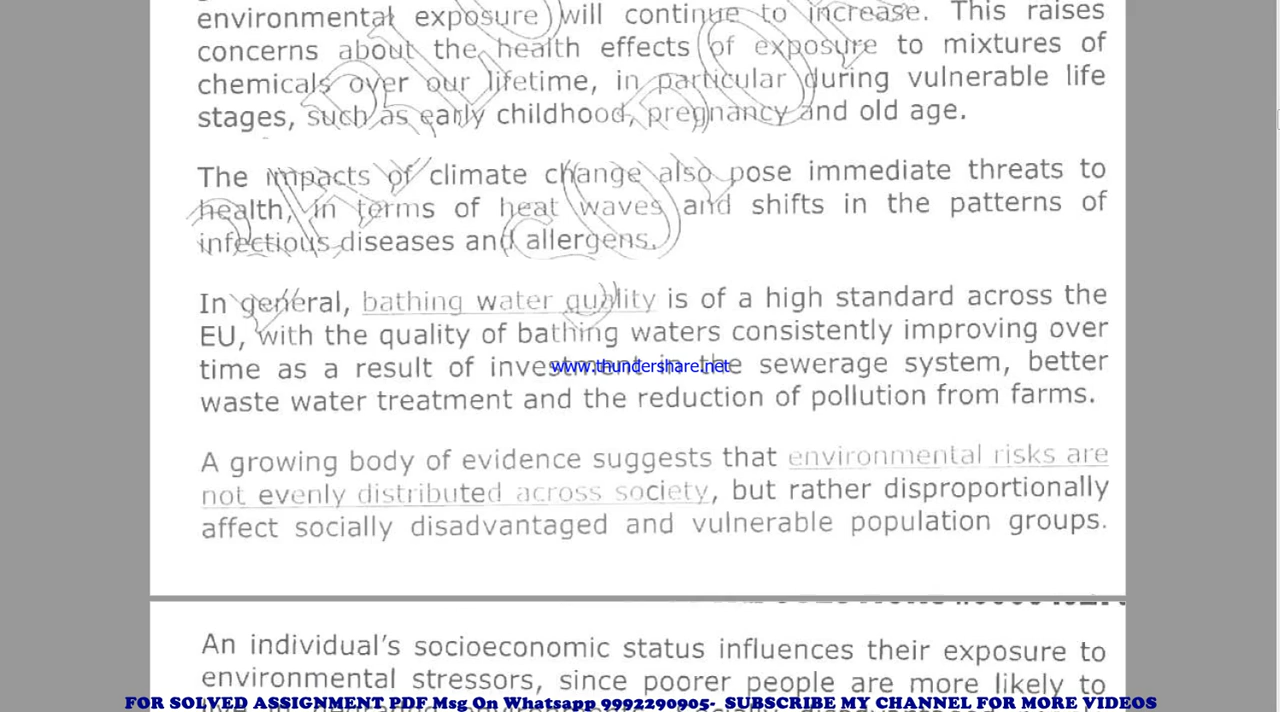 environmental exposure will continue to increase. This raises
concerns about the health effects of exposure to mixtures of
chemicals over our lifetime, in particular during vulnerable life
stages, such as early childhood, pregnancy and old age.
The impacts of climate change also pose immediate threats to
health, in terms of heat waves and shifts in the patterns of
infectious diseases and allergens.
In general, bathing water quality is of a high standard across the
EU, with the quality of bathing waters consistently improving over
time as a result of investment in the sewerage system, better
www.thundershare.net
waste water treatment and the reduction of pollution from farms.
A growing body of evidence suggests that environmental risks are
not evenly distributed across society, but rather disproportionally
affect socially disadvantaged and vulnerable population groups.
An individual's socioeconomic status influences their exposure to
environmental stressors, since poorer people are more likely to
FOR SOLVED ASSIGNMENT PDF Msg On Whatsapp 9992290905- SUBSCRIBE MY CHANNEL FOR MORE VIDEOS